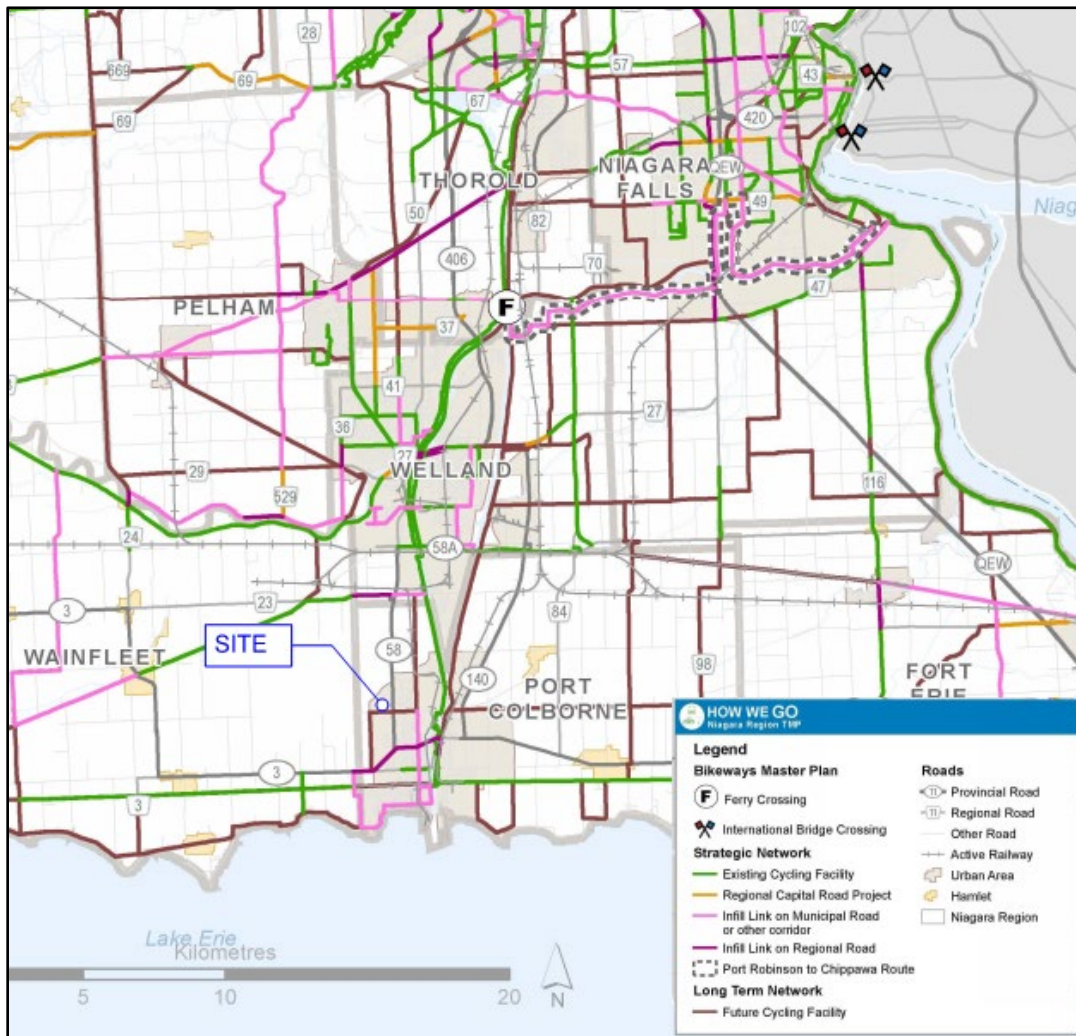 102
28
57
669
69
43
67
69
420
NIAGARA
FALLS
QEW
THOROLD
49
Niag
50
82
406
70
47
F
PELHAM
37
41
27
36
27
WELLAND
29
529
116
24
58A
QEW
3
23
84
WAINFLEET
SITE
58
98
FORT
ERIE
140
PORT
COLBORNE
3
3
Lake Erie
Kilometres
5
10
20
N
HOW WE GO
Niagara Region TMP
Legend
Bikeways Master Plan
F Ferry Crossing
International Bridge Crossing
Strategic Network
Existing Cycling Facility
Regional Capital Road Project
Infill Link on Municipal Road
or other corridor
Infill Link on Regional Road
Port Robinson to Chippawa Route
Long Term Network
Future Cycling Facility
Roads
11 Provincial Road
11 Regional Road
Other Road
Active Railway
Urban Area
Hamlet
Niagara Region